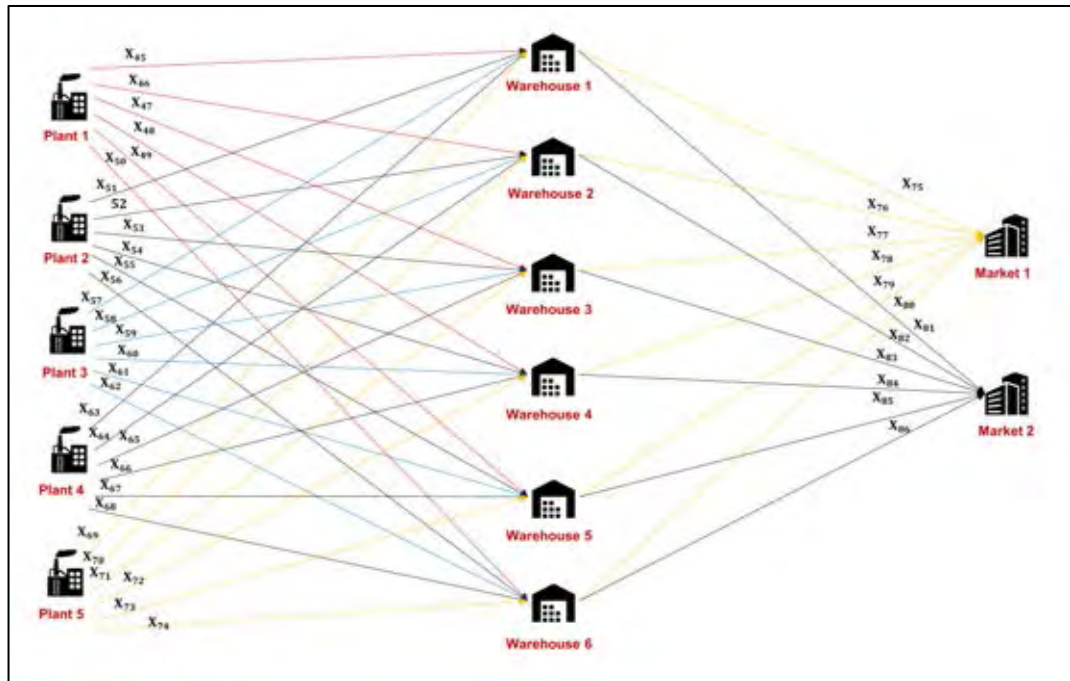 X₄₅
X₄₆
X₄₇
X₄₈
X₄₉
X₅₀
Plant 1
X₅₁
52
X₅₃
X₅₄
X₅₅
X₅₆
Plant 2
X₅₇
X₅₈
X₅₉
X₆₀
X₆₁
X₆₂
Plant 3
X₆₃
X₆₄
X₆₅
X₆₆
X₆₇
X₆₈
Plant 4
X₆₉
X₇₀
X₇₁
X₇₂
X₇₃
X₇₄
Plant 5
Warehouse 1
Warehouse 2
Warehouse 3
Warehouse 4
Warehouse 5
Warehouse 6
X₇₅
X₇₆
X₇₇
X₇₈
X₇₉
X₈₀
X₈₁
X₈₂
X₈₃
X₈₄
X₈₅
X₈₆
Market 1
Market 2